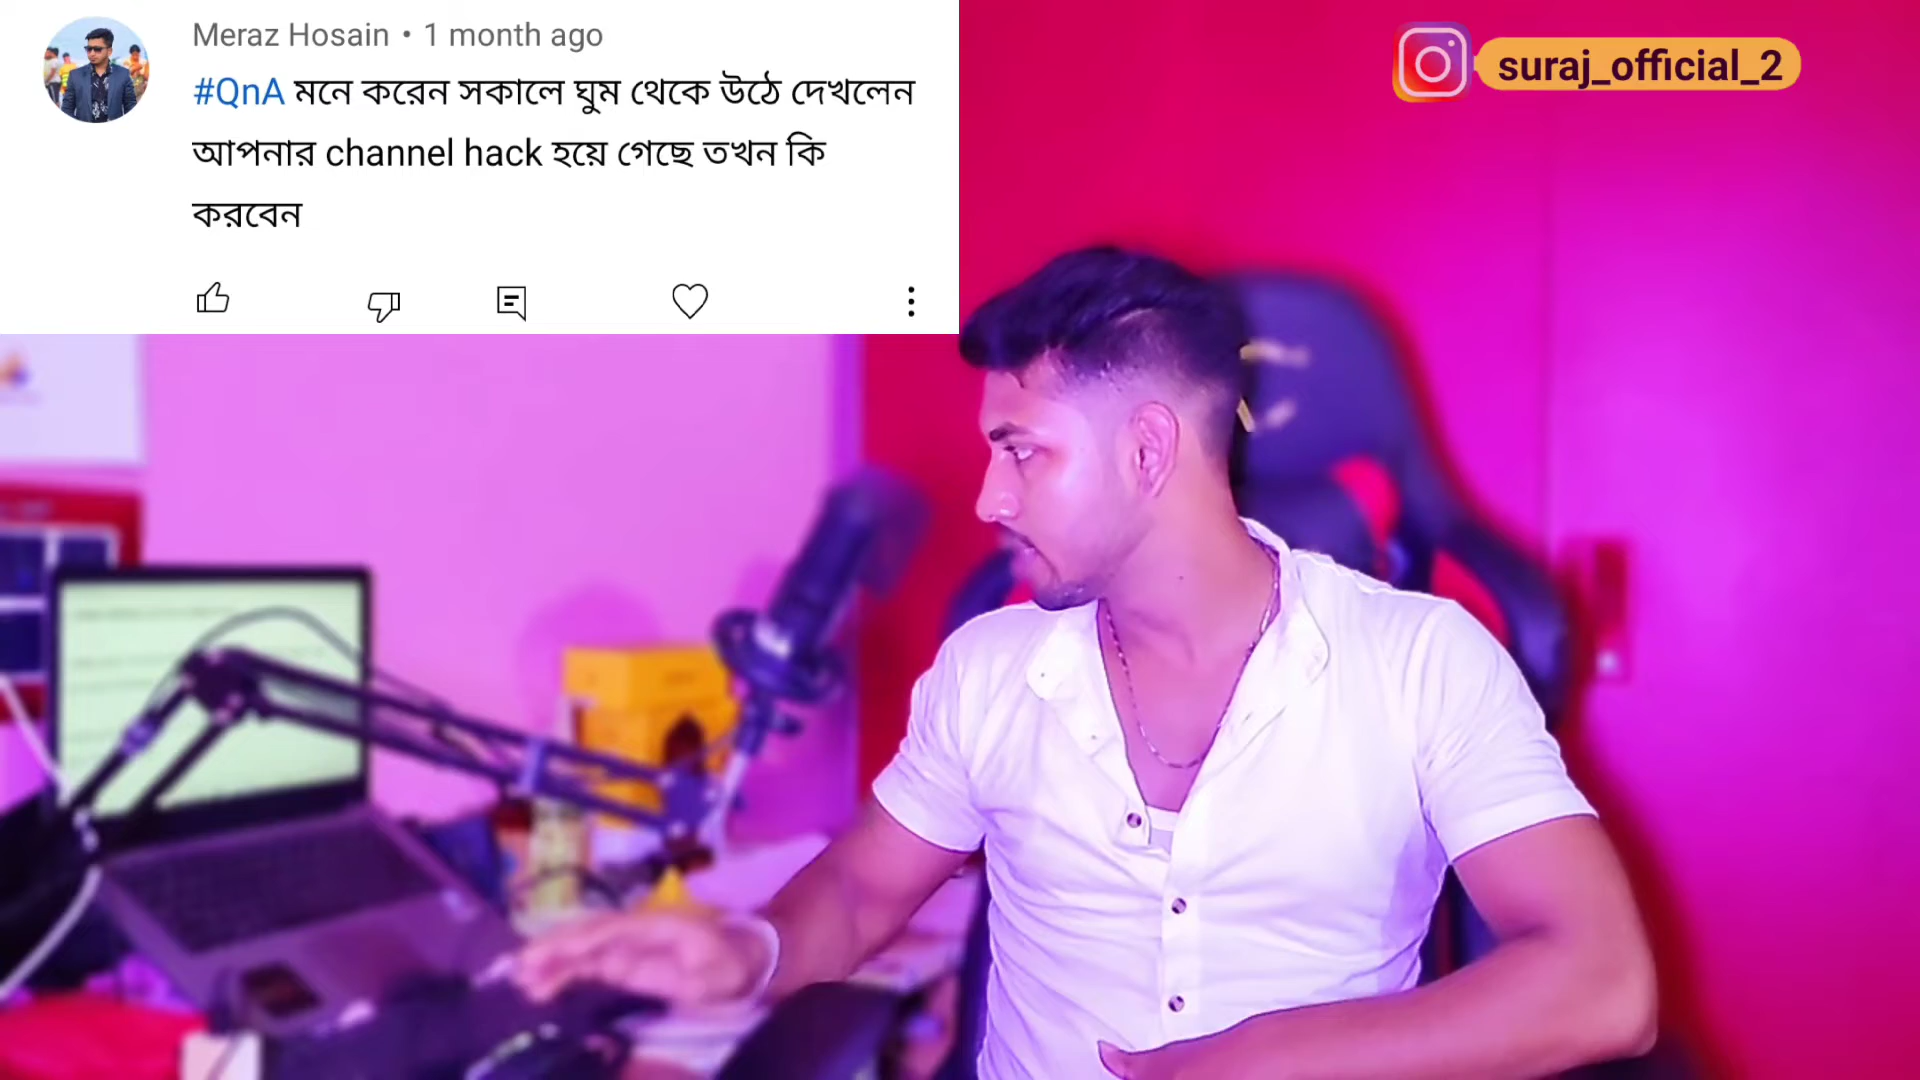 Meraz Hosain • 1 month ago
#QnA মনে করেন সকালে ঘুম থেকে উঠে দেখলেন
আপনার channel hack হয়ে গেছে তখন কি
করবেন
suraj_official_2